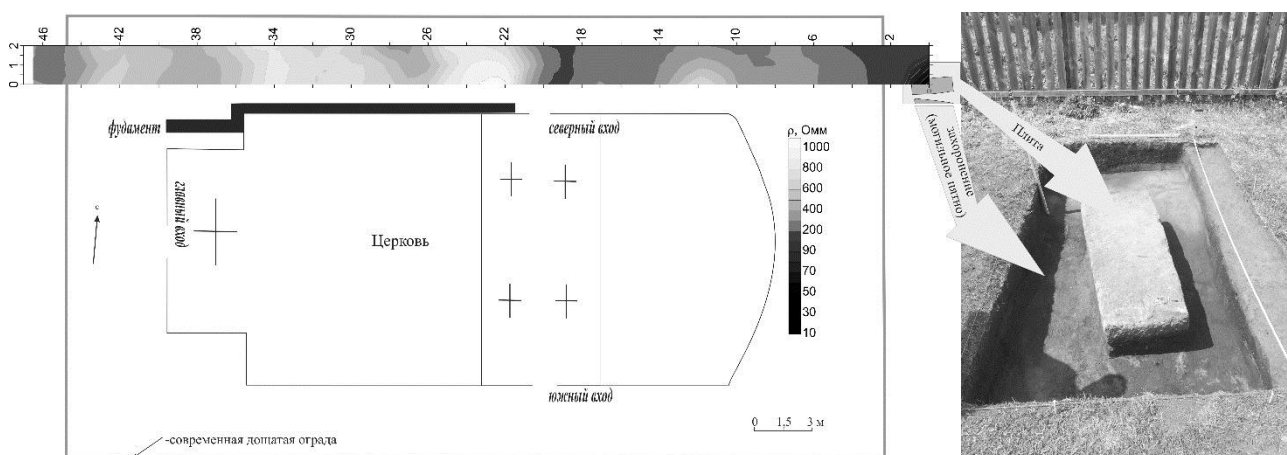 46 42 38 34 30 26 22 18 14 10 6 2
2
1
0
фудамент
северный вход
западный вход
Церковь
южный вход
с
ρ, Омм
1000
800
600
400
200
90
70
50
30
10
0 1,5 3 м
-современная дощатая ограда
Плита
захоронение
(могильное пятно)